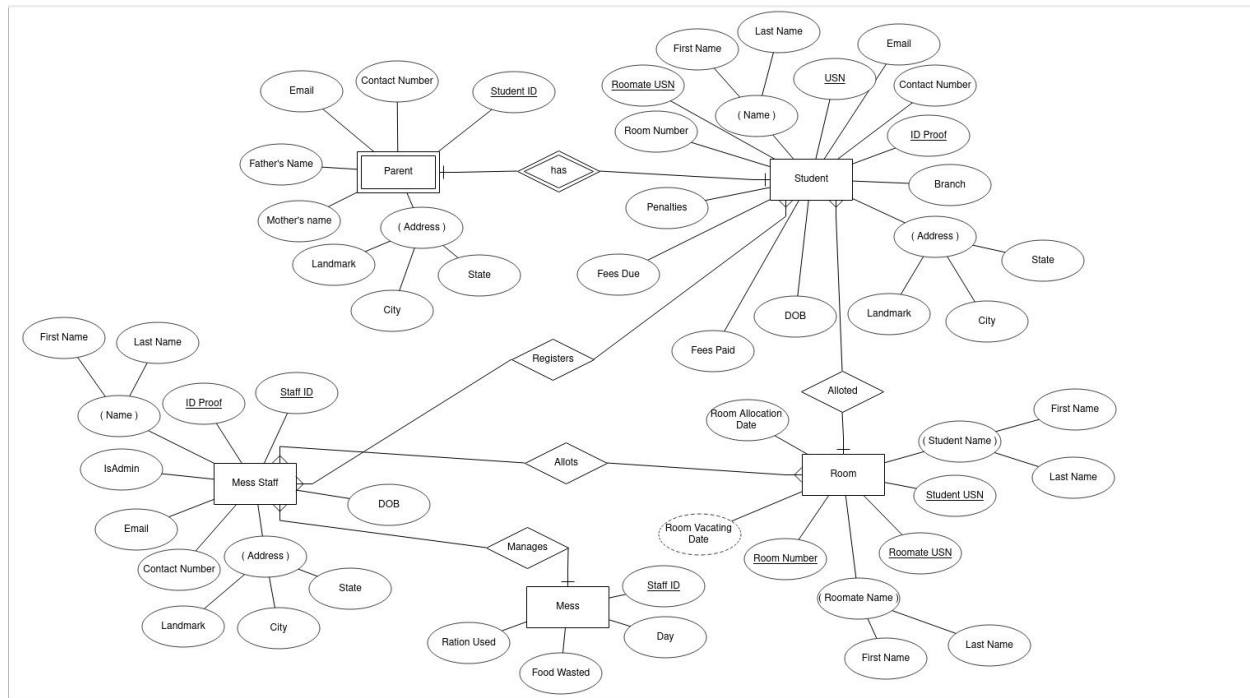 Last Name
First Name
Email
Contact Number
Roomate USN
USN
Contact Number
Email
Student ID
( Name )
Room Number
ID Proof
Father's Name
Parent
has
Student
Branch
Penalties
Mother's name
( Address )
( Address )
Landmark
State
State
Fees Due
City
DOB
Landmark
City
First Name
Last Name
Registers
Fees Paid
Alloted
ID Proof
Staff ID
( Name )
Room Allocation
Date
First Name
( Student Name )
IsAdmin
Allots
Mess Staff
Room
Last Name
DOB
Student USN
Email
Room Vacating
Date
Manages
Room Number
Roomate USN
( Address )
Contact Number
State
Staff ID
Mess
( Roomate Name )
Landmark
City
Ration Used
Day
Last Name
Food Wasted
First Name